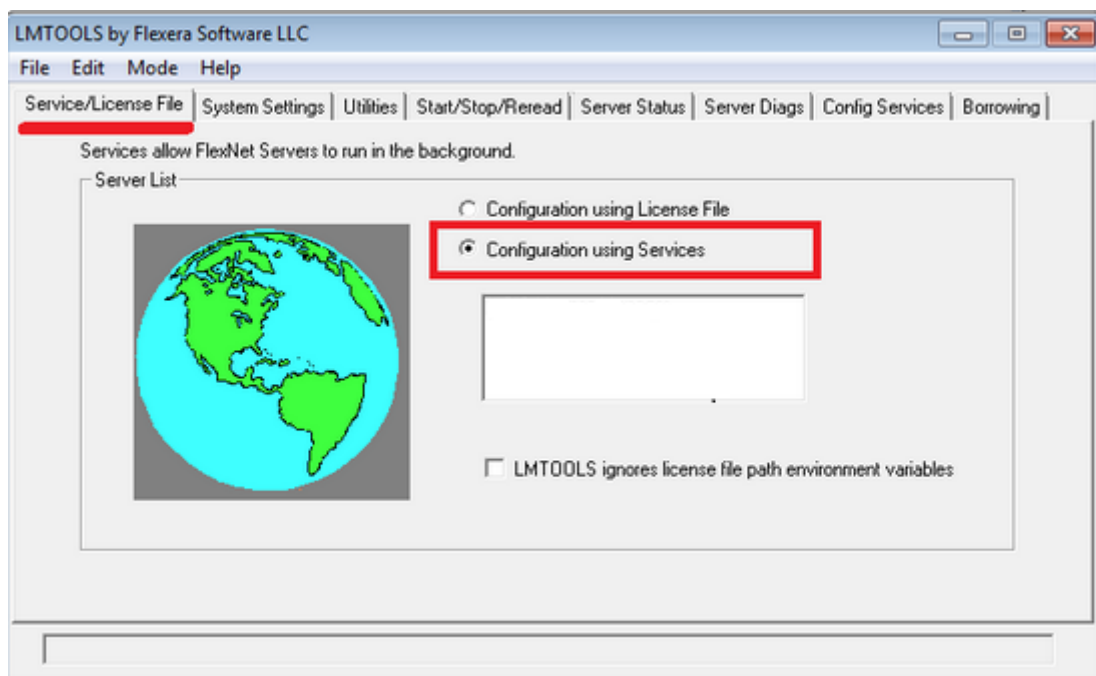 LMTOOLS by Flexera Software LLC
File Edit Mode Help
Service/License File System Settings Utilities Start/Stop/Reread Server Status Server Diags Config Services Borrowing
Services allow FlexNet Servers to run in the background.
Server List
Configuration using License File
Configuration using Services
LMTOOLS ignores license file path environment variables